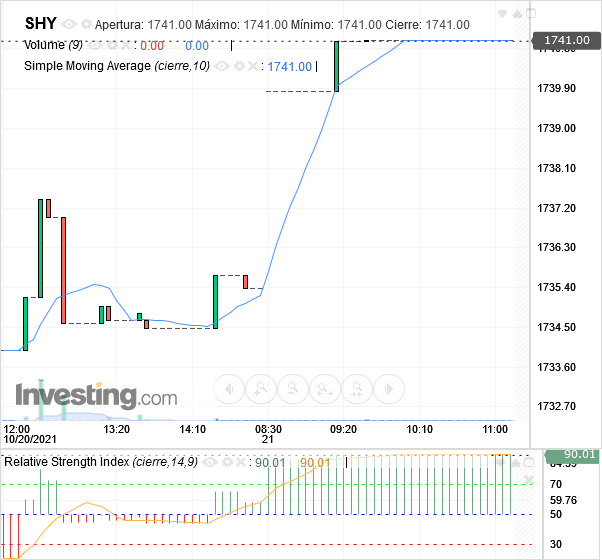 SHY Apertura: 1741.00 Máximo: 1741.00 Mínimo: 1741.00 Cierre: 1741.00
Volume (9) : 0.00 0.00
1741.00
Simple Moving Average (cierre,10) : 1741.00
1739.90
1739.00
1738.10
1737.20
1736.30
1735.40
1734.50
1733.60
Investing.com
1732.70
12:00 13:20 14:10 08:30 09:20 10:10 11:00
10/20/2021 21
Relative Strength Index (cierre,14,9) : 90.01 90.01
90.01
70
59.76
50
30